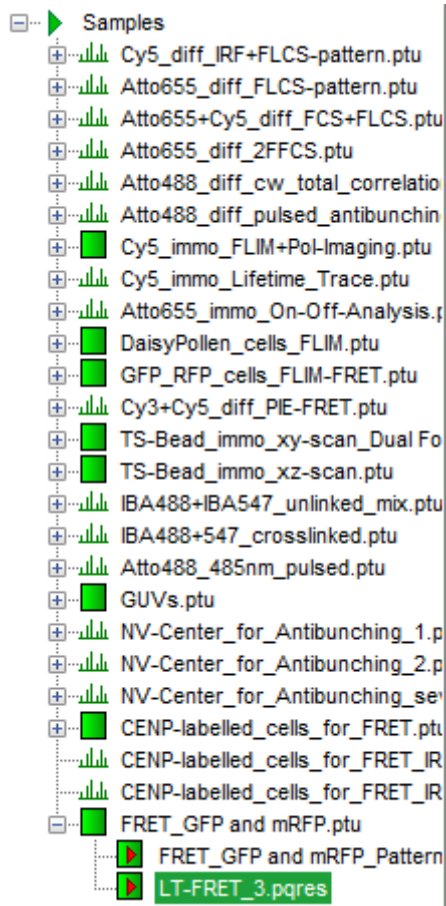 Samples
Cy5_diff_IRF+FLCS-pattern.ptu
Atto655_diff_FLCS-pattern.ptu
Atto655+Cy5_diff_FCS+FLCS.ptu
Atto655_diff_2FFCS.ptu
Atto488_diff_cw_total_correlatio
Atto488_diff_pulsed_antibunchin
Cy5_immo_FLIM+Pol-Imaging.ptu
Cy5_immo_Lifetime_Trace.ptu
Atto655_immo_On-Off-Analysis.p
DaisyPollen_cells_FLIM.ptu
GFP_RFP_cells_FLIM-FRET.ptu
Cy3+Cy5_diff_PIE-FRET.ptu
TS-Bead_immo_xy-scan_Dual Fo
TS-Bead_immo_xz-scan.ptu
IBA488+IBA547_unlinked_mix.ptu
IBA488+547_crosslinked.ptu
Atto488_485nm_pulsed.ptu
GUVs.ptu
NV-Center_for_Antibunching_1.p
NV-Center_for_Antibunching_2.p
NV-Center_for_Antibunching_sev
CENP-labelled_cells_for_FRET.ptu
CENP-labelled_cells_for_FRET_IR
CENP-labelled_cells_for_FRET_IR
FRET_GFP and mRFP.ptu
FRET_GFP and mRFP_Pattern
LT-FRET_3.pqres